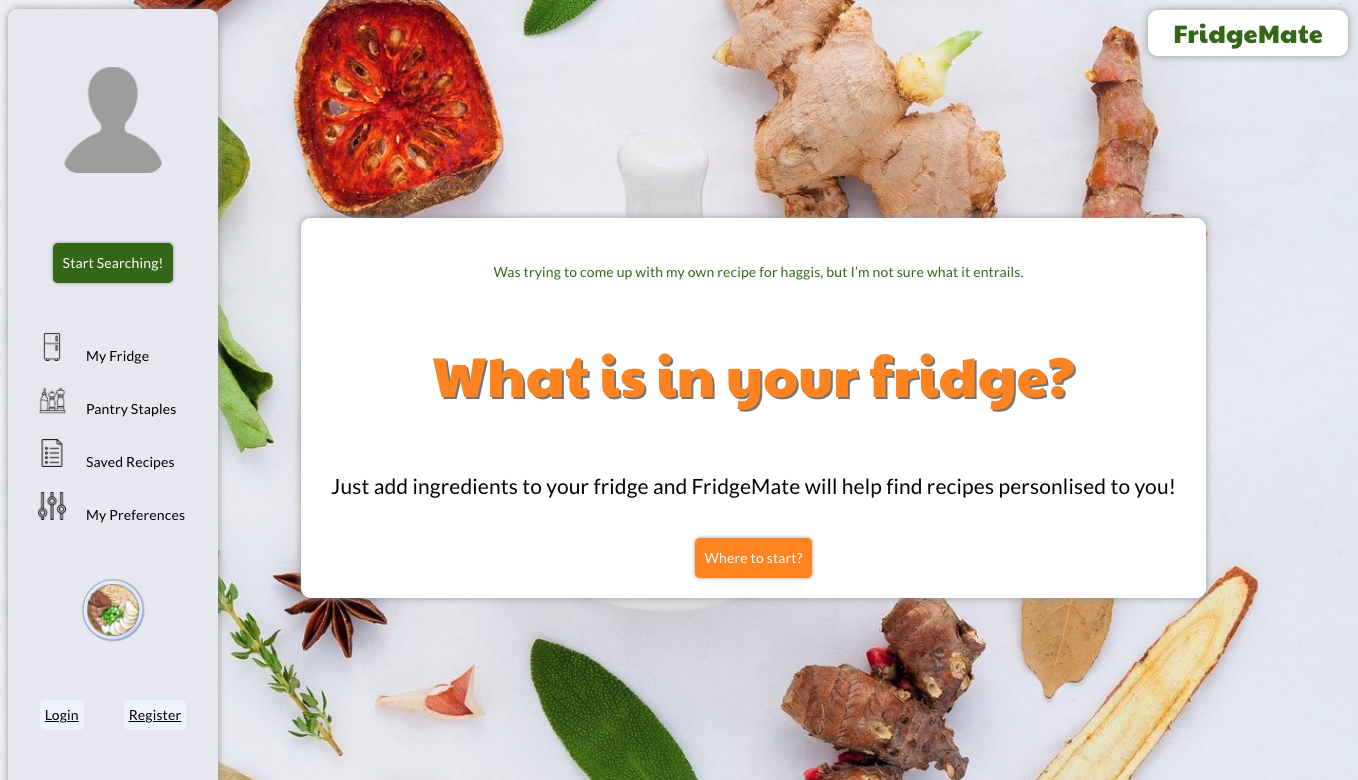 FridgeMate
Start Searching!
My Fridge
Pantry Staples
Saved Recipes
My Preferences
Login
Register
Was trying to come up with my own recipe for haggis, but I'm not sure what it entrails.
What is in your fridge?
Just add ingredients to your fridge and FridgeMate will help find recipes personlised to you!
Where to start?